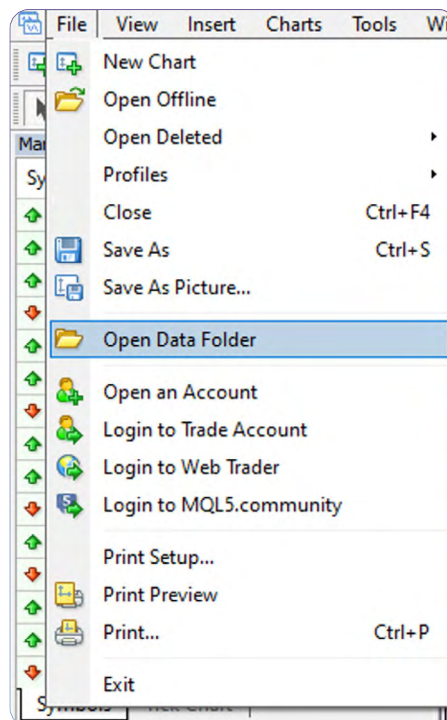 File View Insert Charts Tools
New Chart
Open Offline
Open Deleted
Profiles
Close Ctrl+F4
Save As Ctrl+S
Save As Picture...
Open Data Folder
Open an Account
Login to Trade Account
Login to Web Trader
Login to MQL5.community
Print Setup...
Print Preview
Print... Ctrl+P
Exit